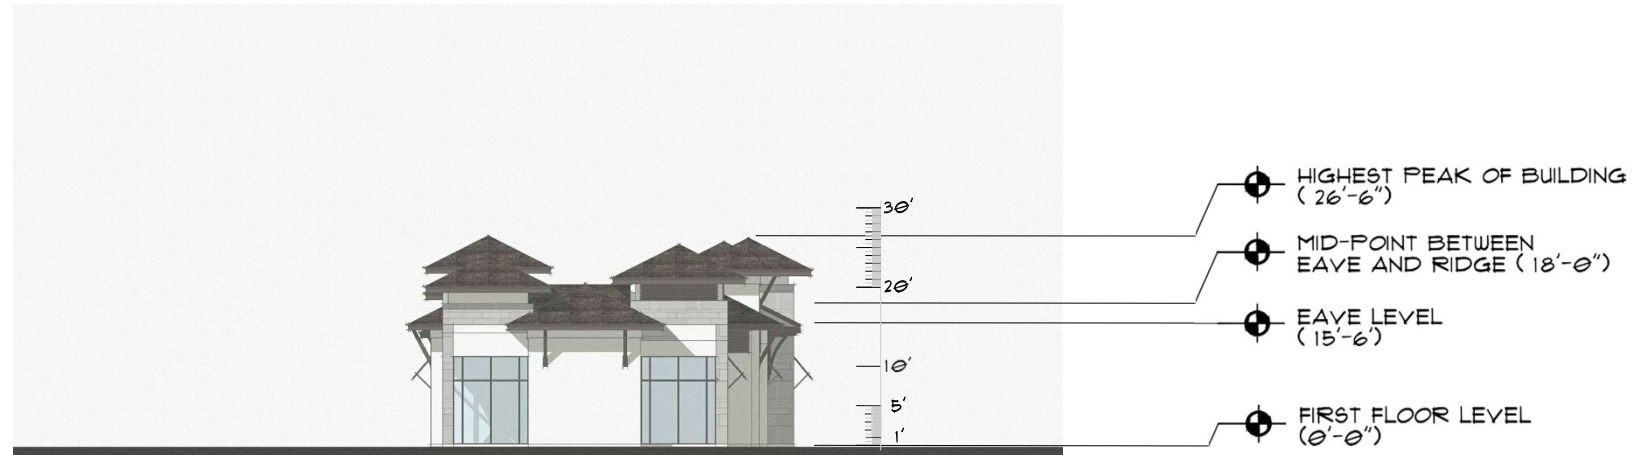 HIGHEST PEAK OF BUILDING
(26'-6")
30'
MID-POINT BETWEEN
EAVE AND RIDGE (18'-0")
20'
EAVE LEVEL
(15'-6')
10'
5'
FIRST FLOOR LEVEL
1'
(0'-0")